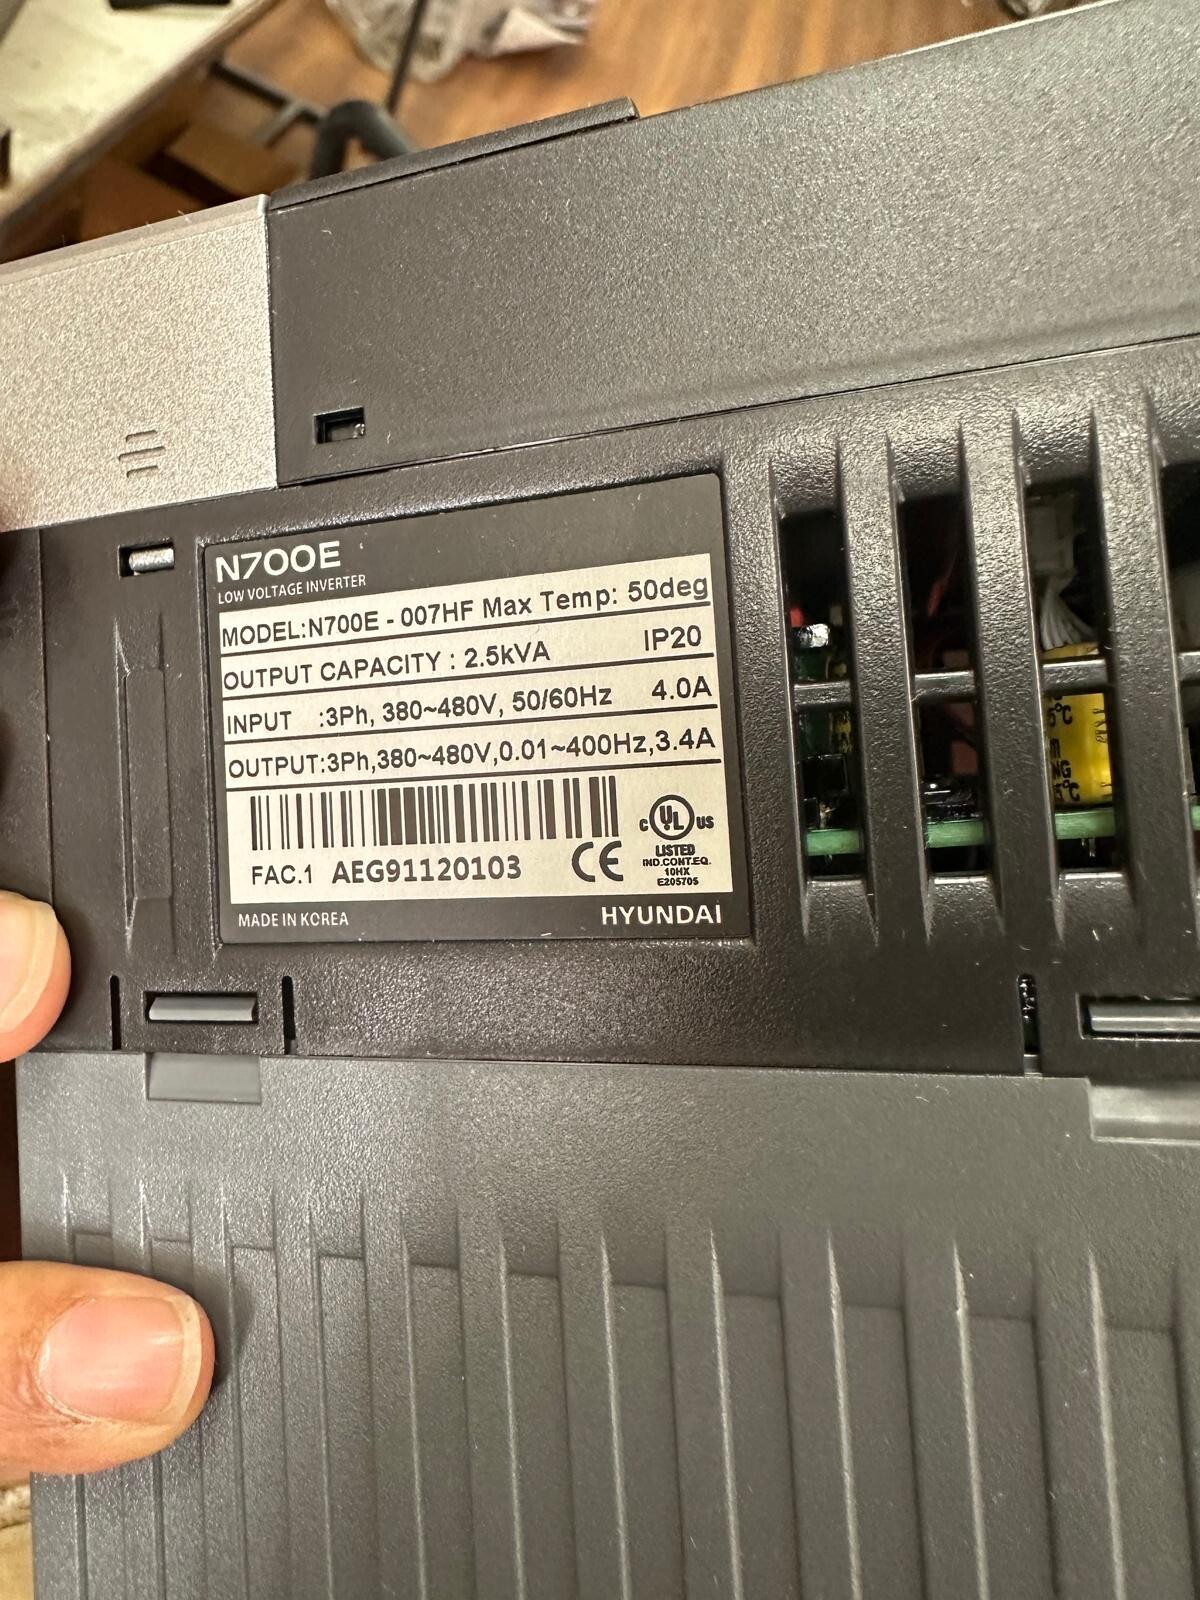 N700E
LOW VOLTAGE INVERTER
MODEL:N700E - 007HF Max Temp: 50deg
OUTPUT CAPACITY : 2.5kVA IP20
INPUT :3Ph, 380~480V, 50/60Hz 4.0A
OUTPUT:3Ph,380~480V,0.01~400Hz,3.4A
FAC.1 AEG91120103
CE
c UL us
LISTED
IND.CONT.EQ.
10HX
E205705
MADE IN KOREA
HYUNDAI